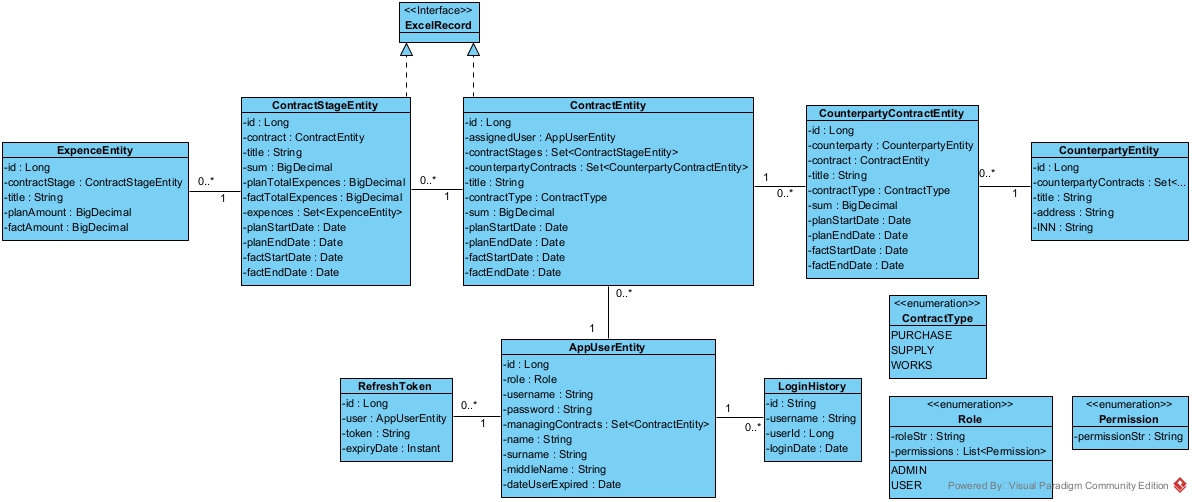 <<Interface>>
ExcelRecord
ExpenceEntity
-id : Long
-contractStage : ContractStageEntity
-title : String
-planAmount : BigDecimal
-factAmount : BigDecimal
0..*
1
ContractStageEntity
-id : Long
-contract : ContractEntity
-title : String
-sum : BigDecimal
-planTotalExpences : BigDecimal
-factTotalExpences : BigDecimal
-expences : Set<ExpenceEntity>
-planStartDate : Date
-planEndDate : Date
-factStartDate : Date
-factEndDate : Date
0..*
1
ContractEntity
-id : Long
-assignedUser : AppUserEntity
-contractStages : Set<ContractStageEntity>
-counterpartyContracts : Set<CounterpartyContractEntity>
-title : String
-contractType : ContractType
-sum : BigDecimal
-planStartDate : Date
-planEndDate : Date
-factStartDate : Date
-factEndDate : Date
1
0..*
CounterpartyContractEntity
-id : Long
-counterparty : CounterpartyEntity
-contract : ContractEntity
-title : String
-contractType : ContractType
-sum : BigDecimal
-planStartDate : Date
-planEndDate : Date
-factStartDate : Date
-factEndDate : Date
0..*
1
CounterpartyEntity
-id : Long
-counterpartyContracts : Set<...
-title : String
-address : String
-INN : String
0..*
1
RefreshToken
-id : Long
-user : AppUserEntity
-token : String
-expiryDate : Instant
0..*
1
AppUserEntity
-id : Long
-role : Role
-username : String
-password : String
-managingContracts : Set<ContractEntity>
-name : String
-surname : String
-middleName : String
-dateUserExpired : Date
1
0..*
LoginHistory
-id : String
-username : String
-userId : Long
-loginDate : Date
<<enumeration>>
ContractType
PURCHASE
SUPPLY
WORKS
<<enumeration>>
Role
-roleStr : String
-permissions : List<Permission>
ADMIN
USER
<<enumeration>>
Permission
-permissionStr : String
Powered By Visual Paradigm Community Edition